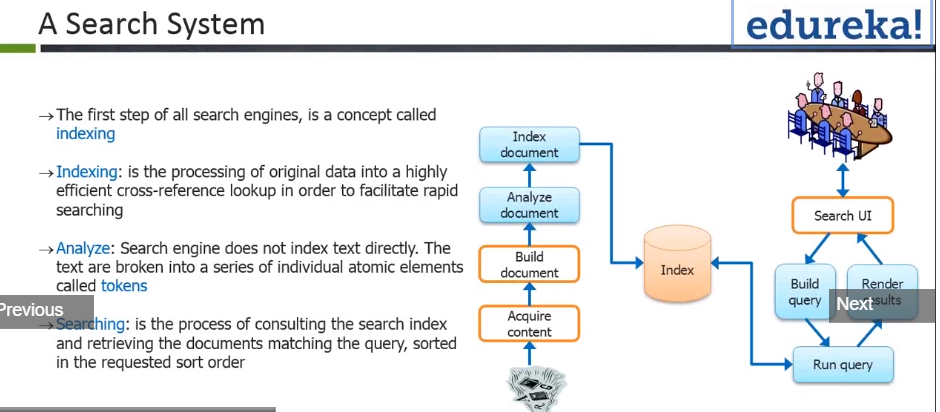 A Search System
edureka!
→ The first step of all search engines, is a concept called
indexing
→ Indexing: is the processing of original data into a highly
efficient cross-reference lookup in order to facilitate rapid
searching
→ Analyze: Search engine does not index text directly. The
text are broken into a series of individual atomic elements
called tokens
→ Searching: is the process of consulting the search index
and retrieving the documents matching the query, sorted
in the requested sort order
Previous
Index
document
Analyze
document
Build
document
Acquire
content
Index
Search UI
Build
query
Render
results
Next
Run query